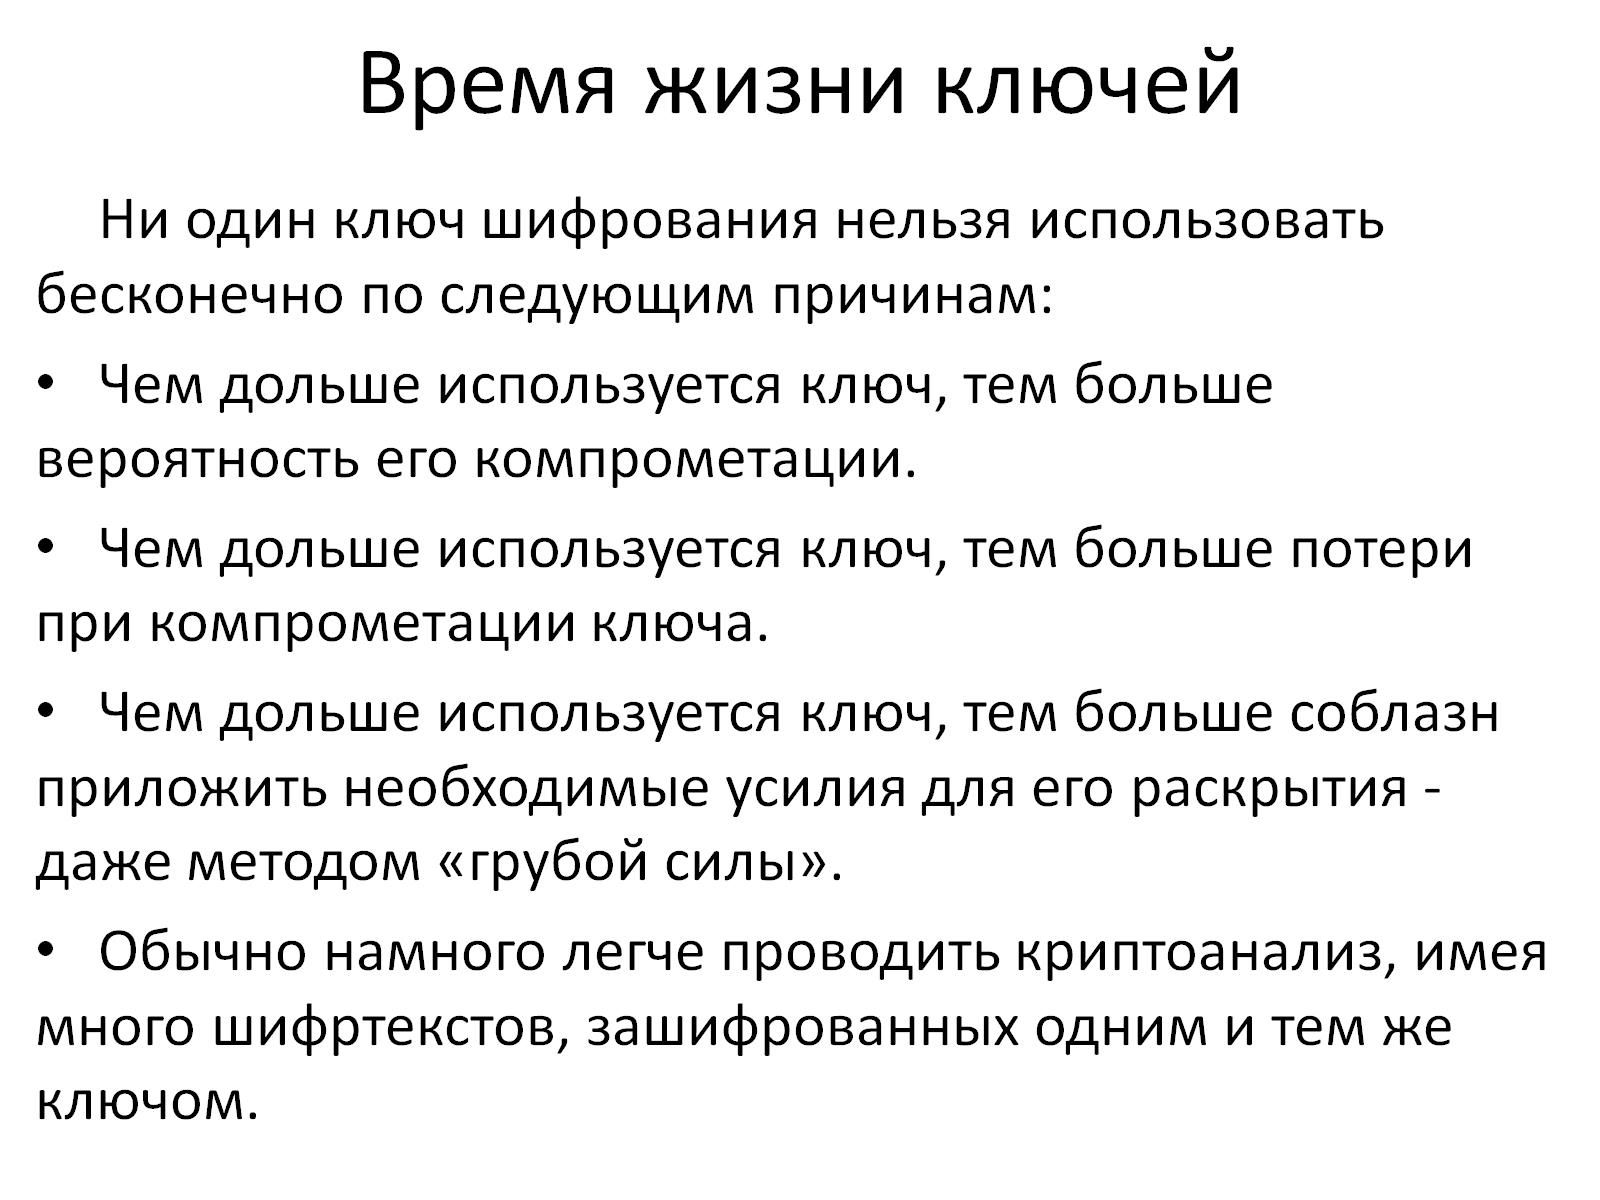 Время жизни ключей
Ни один ключ шифрования нельзя использовать
бесконечно по следующим причинам:
• Чем дольше используется ключ, тем больше
вероятность его компрометации.
• Чем дольше используется ключ, тем больше потери
при компрометации ключа.
• Чем дольше используется ключ, тем больше соблазн
приложить необходимые усилия для его раскрытия -
даже методом «грубой силы».
• Обычно намного легче проводить криптоанализ, имея
много шифртекстов, зашифрованных одним и тем же
ключом.